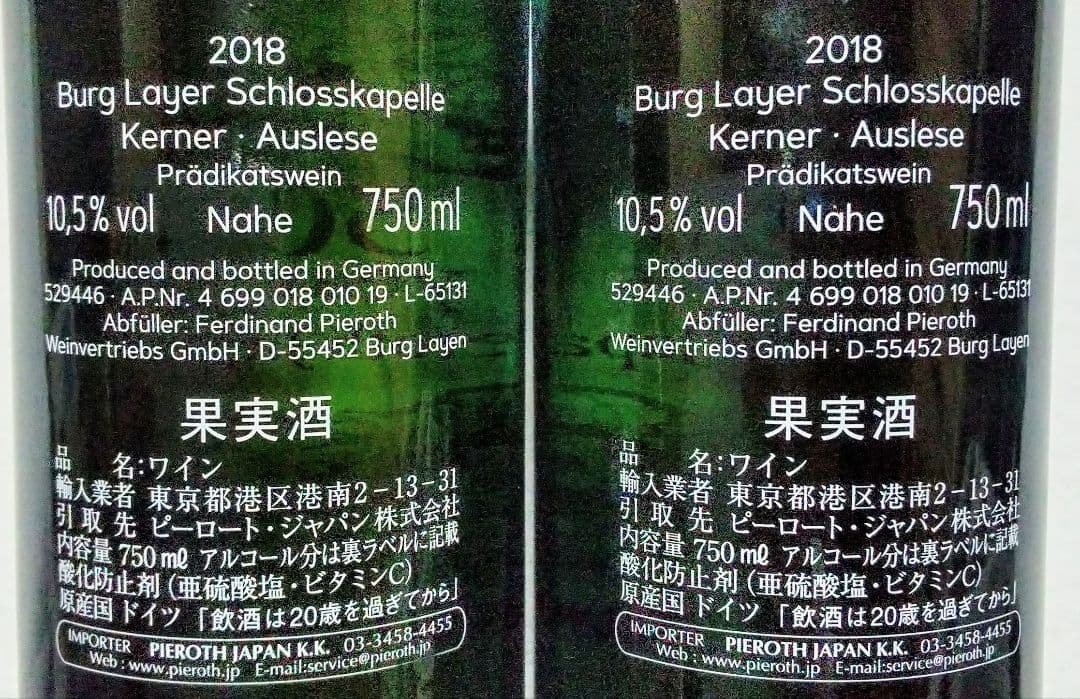 2018
Burg Layer Schlosskapelle
Kerner · Auslese
Prädikatswein
10,5% vol Nahe 750 ml
Produced and bottled in Germany
529446 · A.P.Nr. 4 699 018 010 19 · L-65131
Abfüller: Ferdinand Pieroth
Weinvertriebs GmbH · D-55452 Burg Layen
果実酒
品 名:ワイン
輸入業者 東京都港区港南2-13-31
引取先 ピーロート・ジャパン株式会社
内容量 750㎖ アルコール分は裏ラベルに記載
酸化防止剤(亜硫酸塩・ビタミンC)
原産国 ドイツ 「飲酒は20歳を過ぎてから」
IMPORTER PIEROTH JAPAN K.K. 03-3458-4455
Web : www.pieroth.jp E-mail:service@pieroth.jp
2018
Burg Layer Schlosskapelle
Kerner · Auslese
Prädikatswein
10,5% vol Nahe 750 ml
Produced and bottled in Germany
529446 · A.P.Nr. 4 699 018 010 19 · L-65131
Abfüller: Ferdinand Pieroth
Weinvertriebs GmbH · D-55452 Burg Layen
果実酒
品 名:ワイン
輸入業者 東京都港区港南2-13-31
引取先 ピーロート・ジャパン株式会社
内容量 750㎖ アルコール分は裏ラベルに記載
酸化防止剤(亜硫酸塩・ビタミンC)
原産国 ドイツ 「飲酒は20歳を過ぎてから」
IMPORTER PIEROTH JAPAN K.K. 03-3458-4455
Web : www.pieroth.jp E-mail:service@pieroth.jp